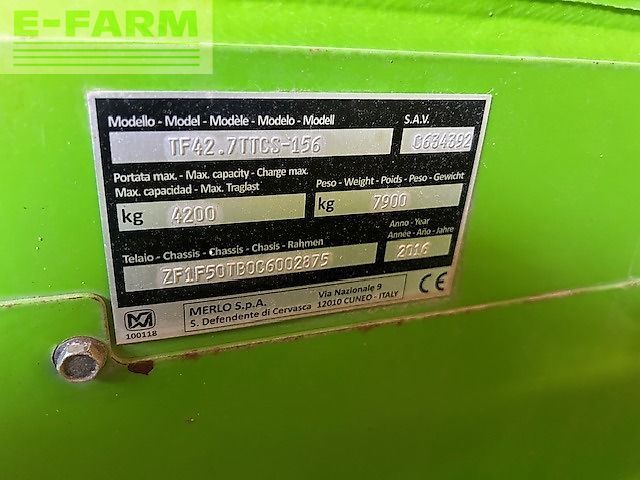 E-FARM
Modello - Model - Modèle - Modelo - Modell
S.A.V.
TF42.7TTCS-156
C634392
Portata max. - Max. capacity - Charge max.
Max. capacidad - Max. Traglast
Peso - Weight - Poids - Peso - Gewicht
kg 4200
kg 7900
Telaio - Chassis - Chassis - Chasis - Rahmen
Anno - Year
Année - Año - Jahre
ZF1F50TB0C6002875
2016
MERLO S.p.A.
S. Defendente di Cervasca
Via Nazionale 9
12010 CUNEO - ITALY
CE
100118